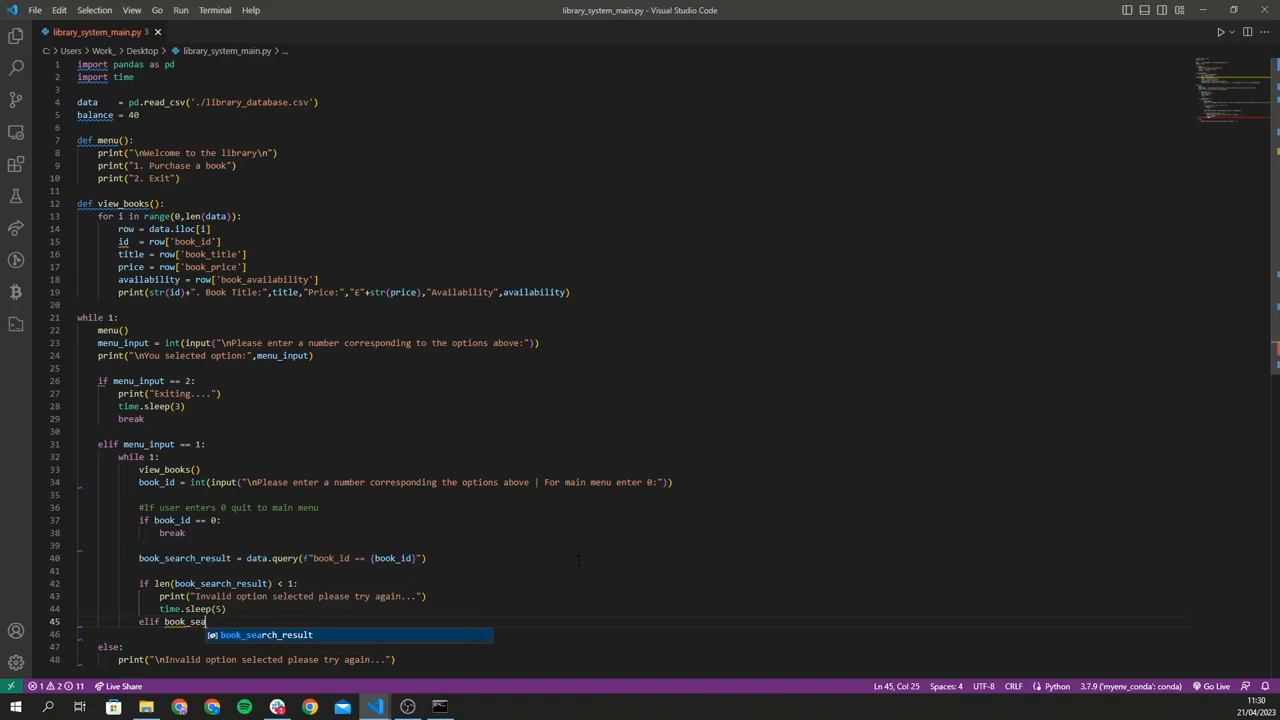 File Edit Selection View Go Run Terminal Help library_system_main.py - Visual Studio Code
library_system_main.py 3
C: > Users > Work_ > Desktop > library_system_main.py > ...
1 import pandas as pd
2 import time
3
4 data    = pd.read_csv('./library_database.csv')
5 balance = 40
6
7 def menu():
8     print("\nWelcome to the library\n")
9     print("1. Purchase a book")
10     print("2. Exit")
11
12 def view_books():
13     for i in range(0,len(data)):
14         row = data.iloc[i]
15         id  = row['book_id']
16         title = row['book_title']
17         price = row['book_price']
18         availability = row['book_availability']
19         print(str(id)+". Book Title:",title,"Price:","£"+str(price),"Availability",availability)
20
21 while 1:
22     menu()
23     menu_input = int(input("\nPlease enter a number corresponding to the options above:"))
24     print("\nYou selected option:",menu_input)
25
26     if menu_input == 2:
27         print("Exiting....")
28         time.sleep(3)
29         break
30
31     elif menu_input == 1:
32         while 1:
33             view_books()
34             book_id = int(input("\nPlease enter a number corresponding the options above | For main menu enter 0:"))
35
36             #If user enters 0 quit to main menu
37             if book_id == 0:
38                 break
39
40             book_search_result = data.query(f"book_id == {book_id}")
41
42             if len(book_search_result) < 1:
43                 print("Invalid option selected please try again...")
44                 time.sleep(5)
45             elif book_sea
46 book_search_result
47     else:
48         print("\nInvalid option selected please try again...")
1 2 11 Live Share Ln 45, Col 25 Spaces: 4 UTF-8 CRLF Python 3.7.9 ('myenv_conda': conda) Go Live
11:30
21/04/2023